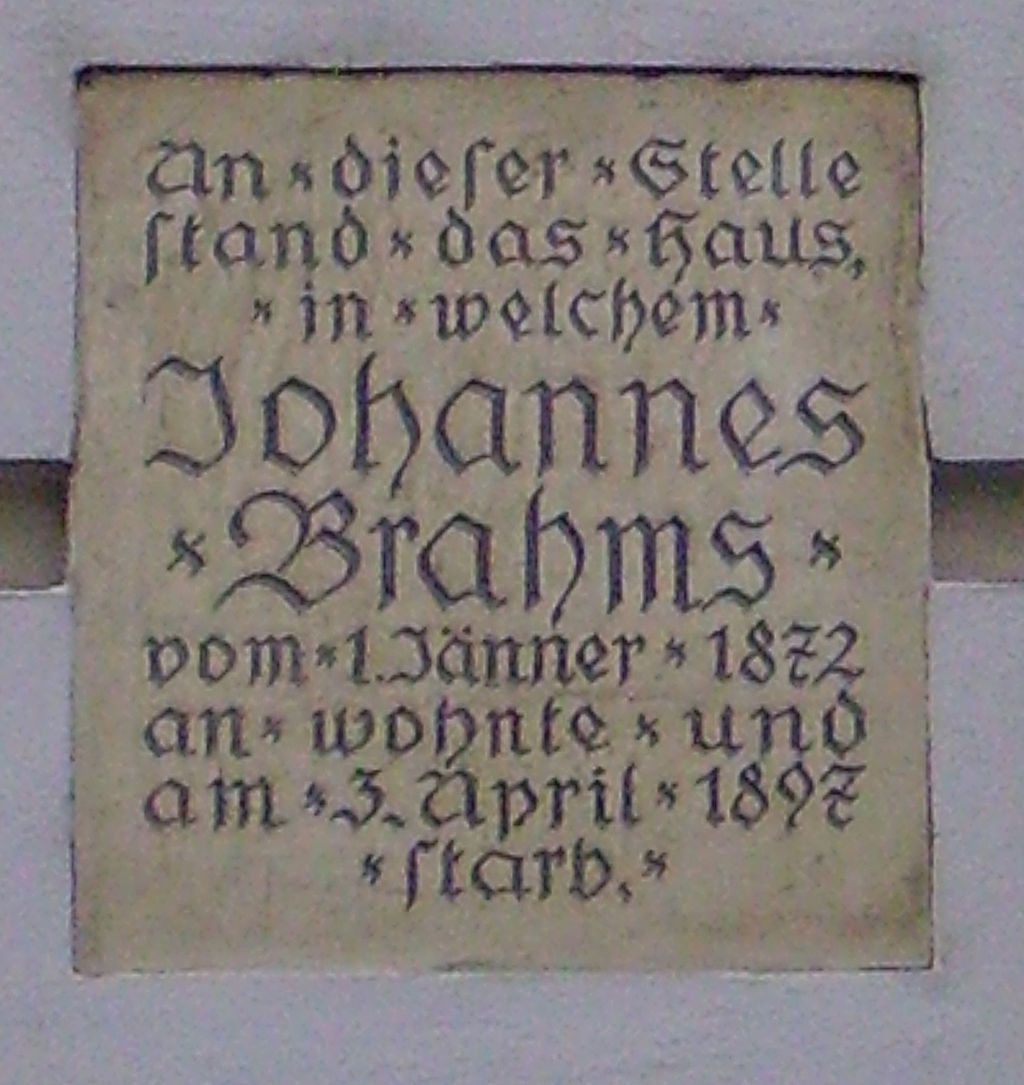 An × dieſer × Stelle
ſtand × das × Haus,
× in × welchem ×
Johannes
× Brahms ×
vom × 1. Jänner × 1872
an × wohnte × und
am × 3. April × 1897
× ſtarb. ×